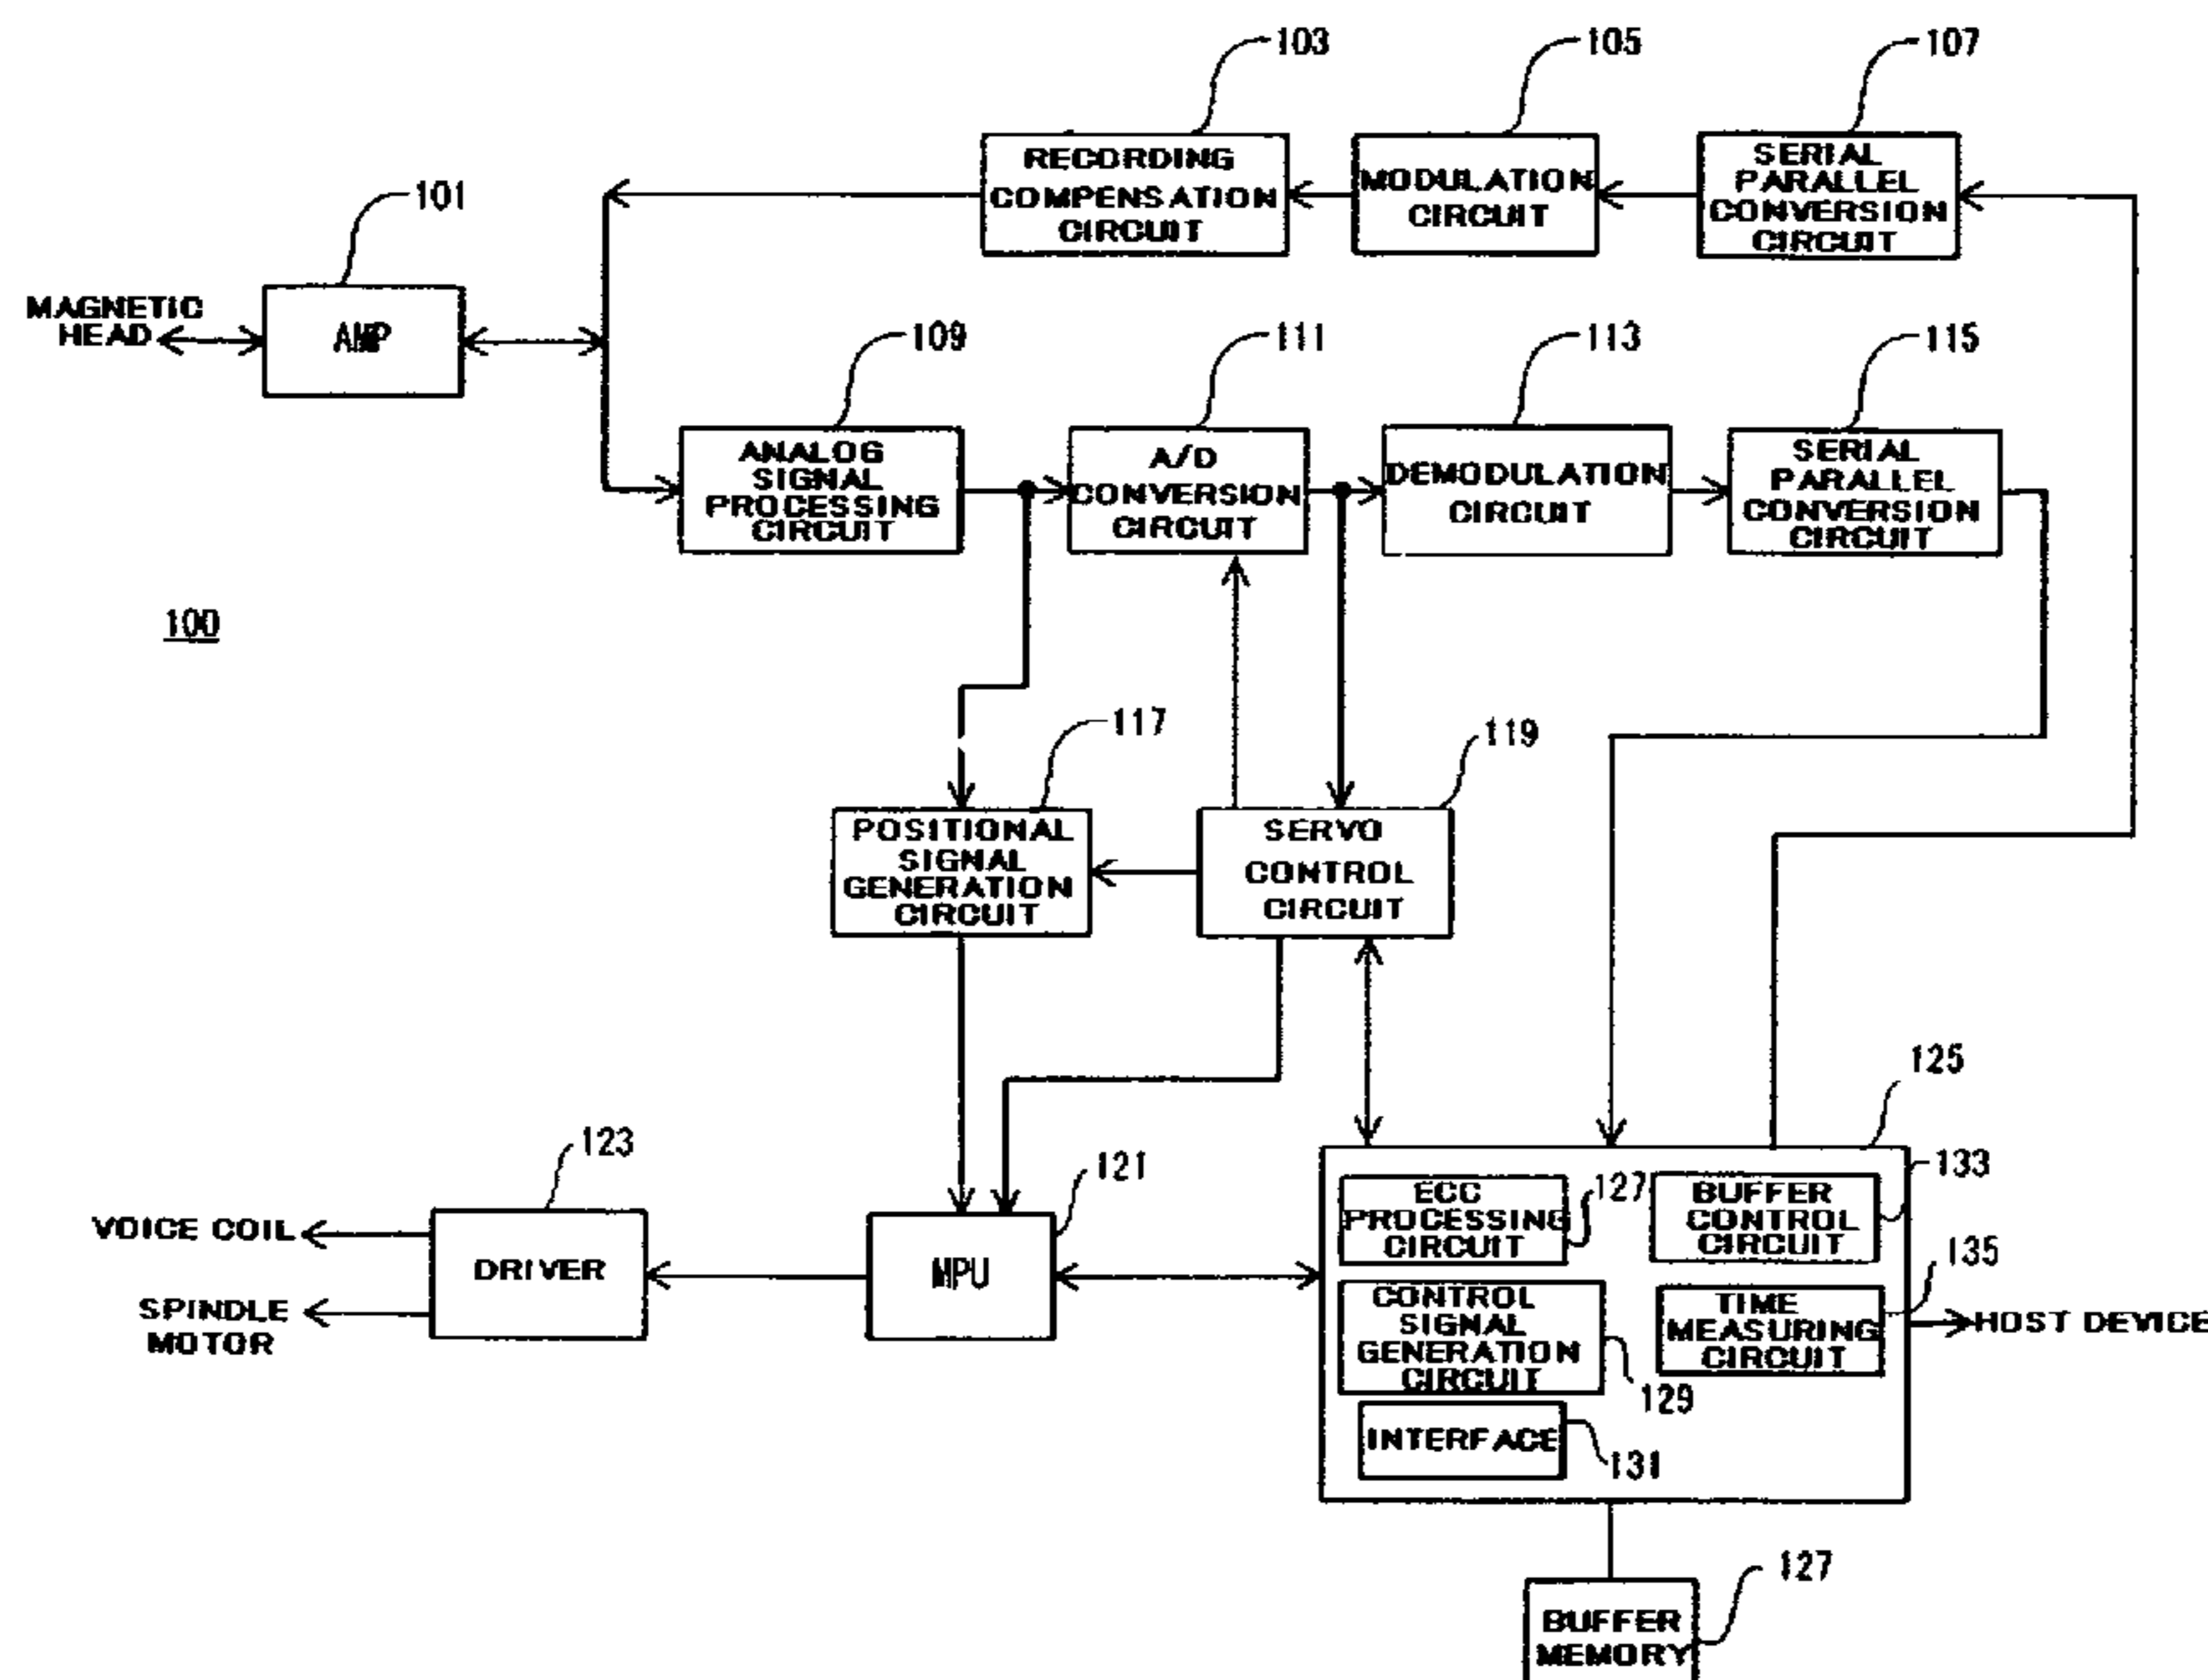 103
105
107
RECORDING
COMPENSATION
CIRCUIT
MODULATION
CIRCUIT
SERIAL
PARALLEL
CONVERSION
CIRCUIT
101
MAGNETIC
HEAD
AMP
109
111
113
115
ANALOG
SIGNAL
PROCESSING
CIRCUIT
A/D
CONVERSION
CIRCUIT
DEMODULATION
CIRCUIT
SERIAL
PARALLEL
CONVERSION
CIRCUIT
100
117
119
POSITIONAL
SIGNAL
GENERATION
CIRCUIT
SERVO
CONTROL
CIRCUIT
125
123
121
VOICE COIL
SPINDLE
MOTOR
DRIVER
MPU
ECC
PROCESSING
CIRCUIT
127
BUFFER
CONTROL
CIRCUIT
133
CONTROL
SIGNAL
GENERATION
CIRCUIT
129
TIME
MEASURING
CIRCUIT
135
HOST DEVICE
INTERFACE
131
127
BUFFER
MEMORY